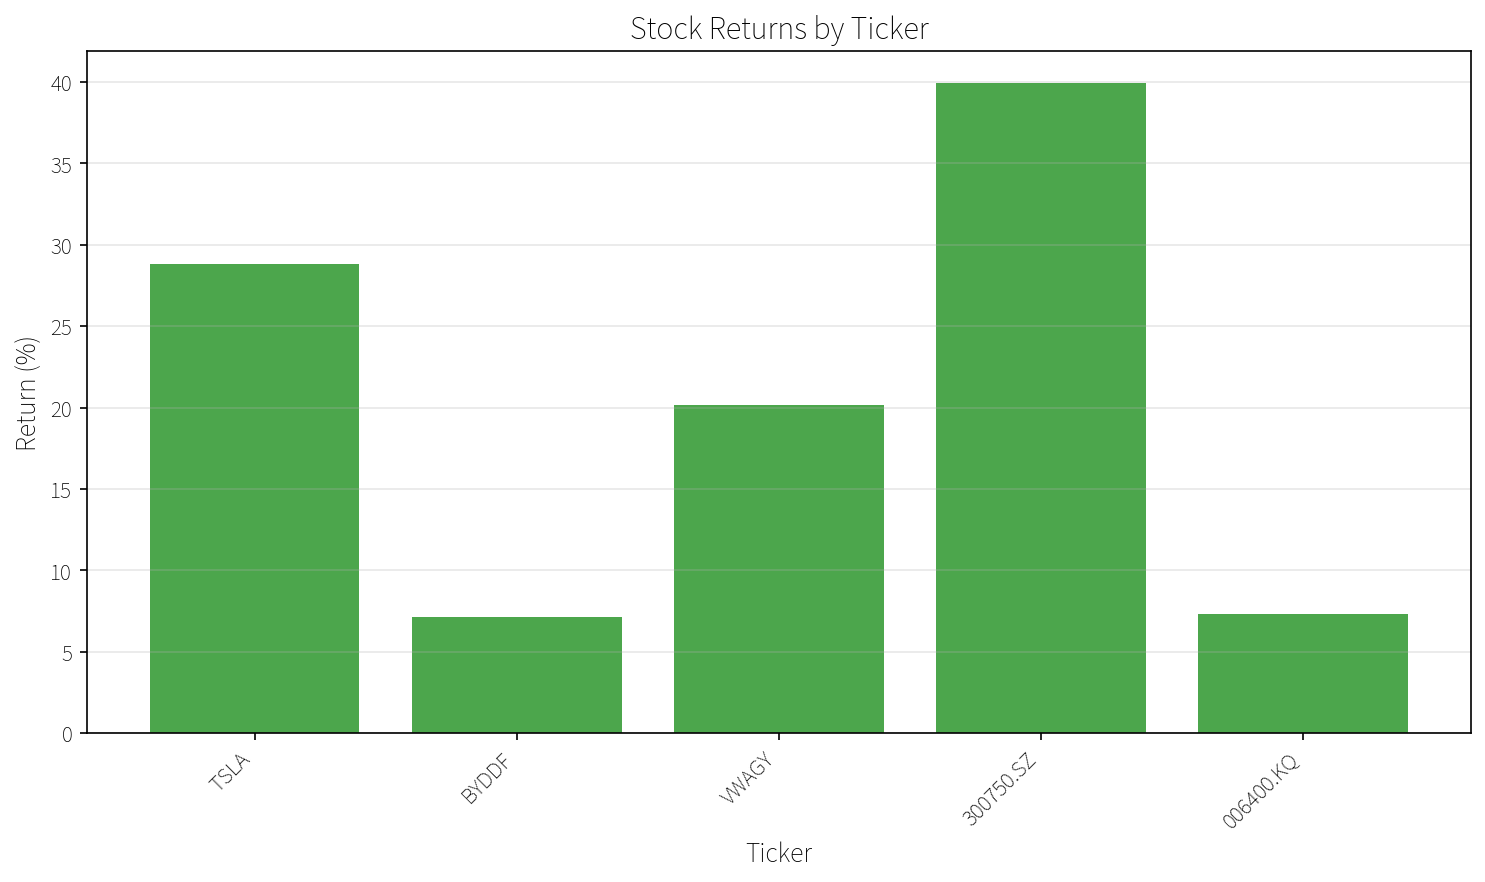 Stock Returns by Ticker
Return (%)
40
35
30
25
20
15
10
5
0
TSLA
BYDDF
VWAGY
300750.SZ
006400.KQ
Ticker